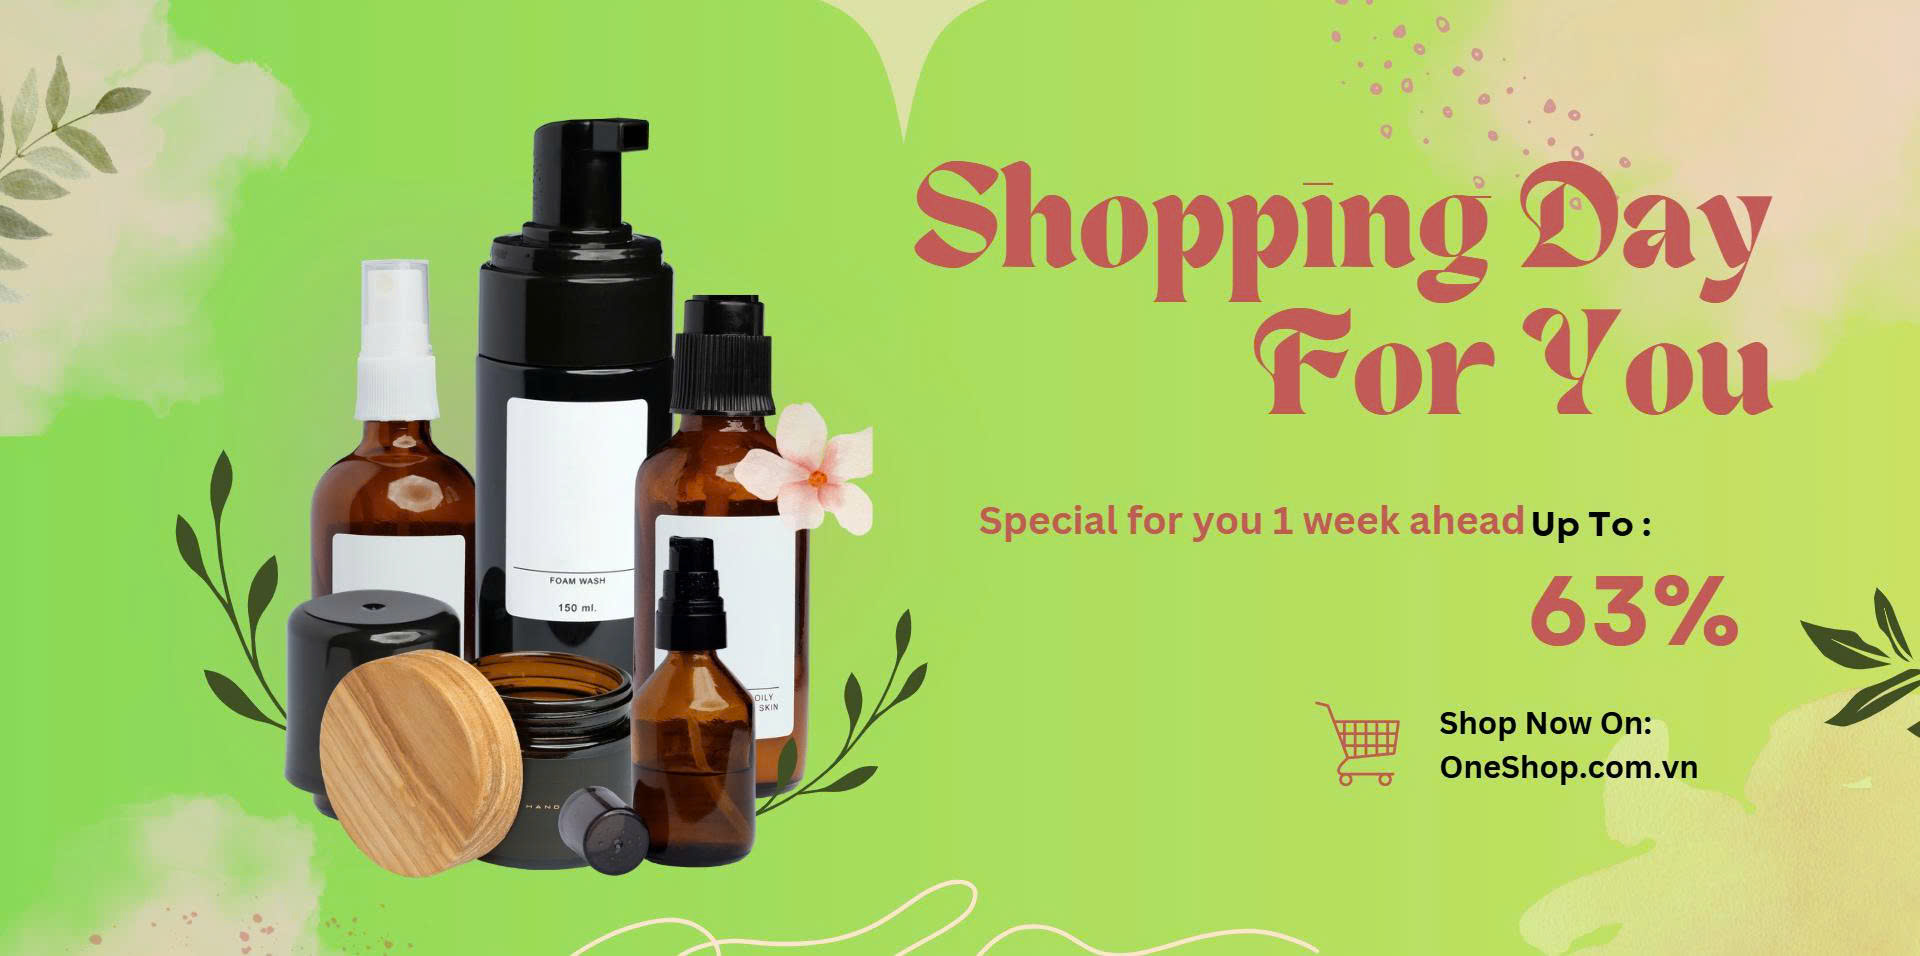 Shopping Day
For You
Special for you 1 week ahead
Up To :
63%
Shop Now On:
OneShop.com.vn
FOAM WASH
150 ml.
OILY
SKIN
HAND